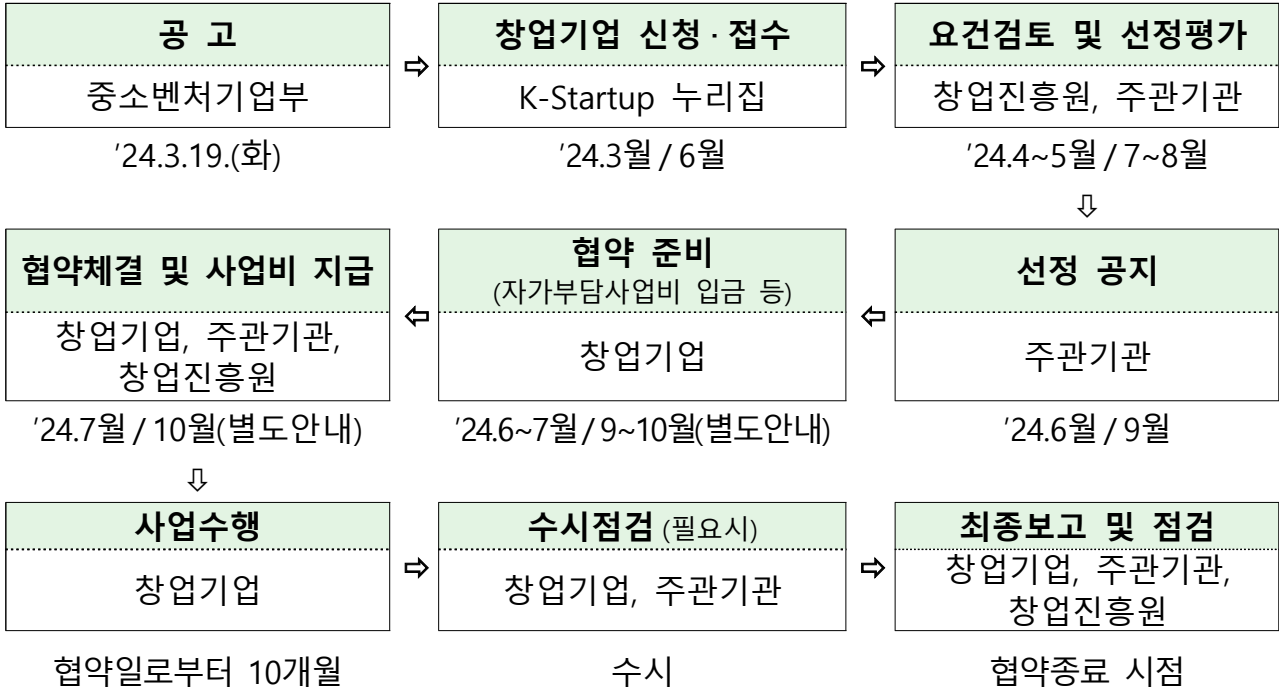 공 고
중소벤처기업부
'24.3.19.(화)
⇨
창업기업 신청·접수
K-Startup 누리집
'24.3월 / 6월
⇨
요건검토 및 선정평가
창업진흥원, 주관기관
'24.4~5월 / 7~8월
⇩
선정 공지
주관기관
'24.6월 / 9월
⇦
협약 준비
(자가부담사업비 입금 등)
창업기업
'24.6~7월 / 9~10월(별도안내)
⇦
협약체결 및 사업비 지급
창업기업, 주관기관,
창업진흥원
'24.7월 / 10월(별도안내)
⇩
사업수행
창업기업
협약일로부터 10개월
⇨
수시점검 (필요시)
창업기업, 주관기관
수시
⇨
최종보고 및 점검
창업기업, 주관기관,
창업진흥원
협약종료 시점